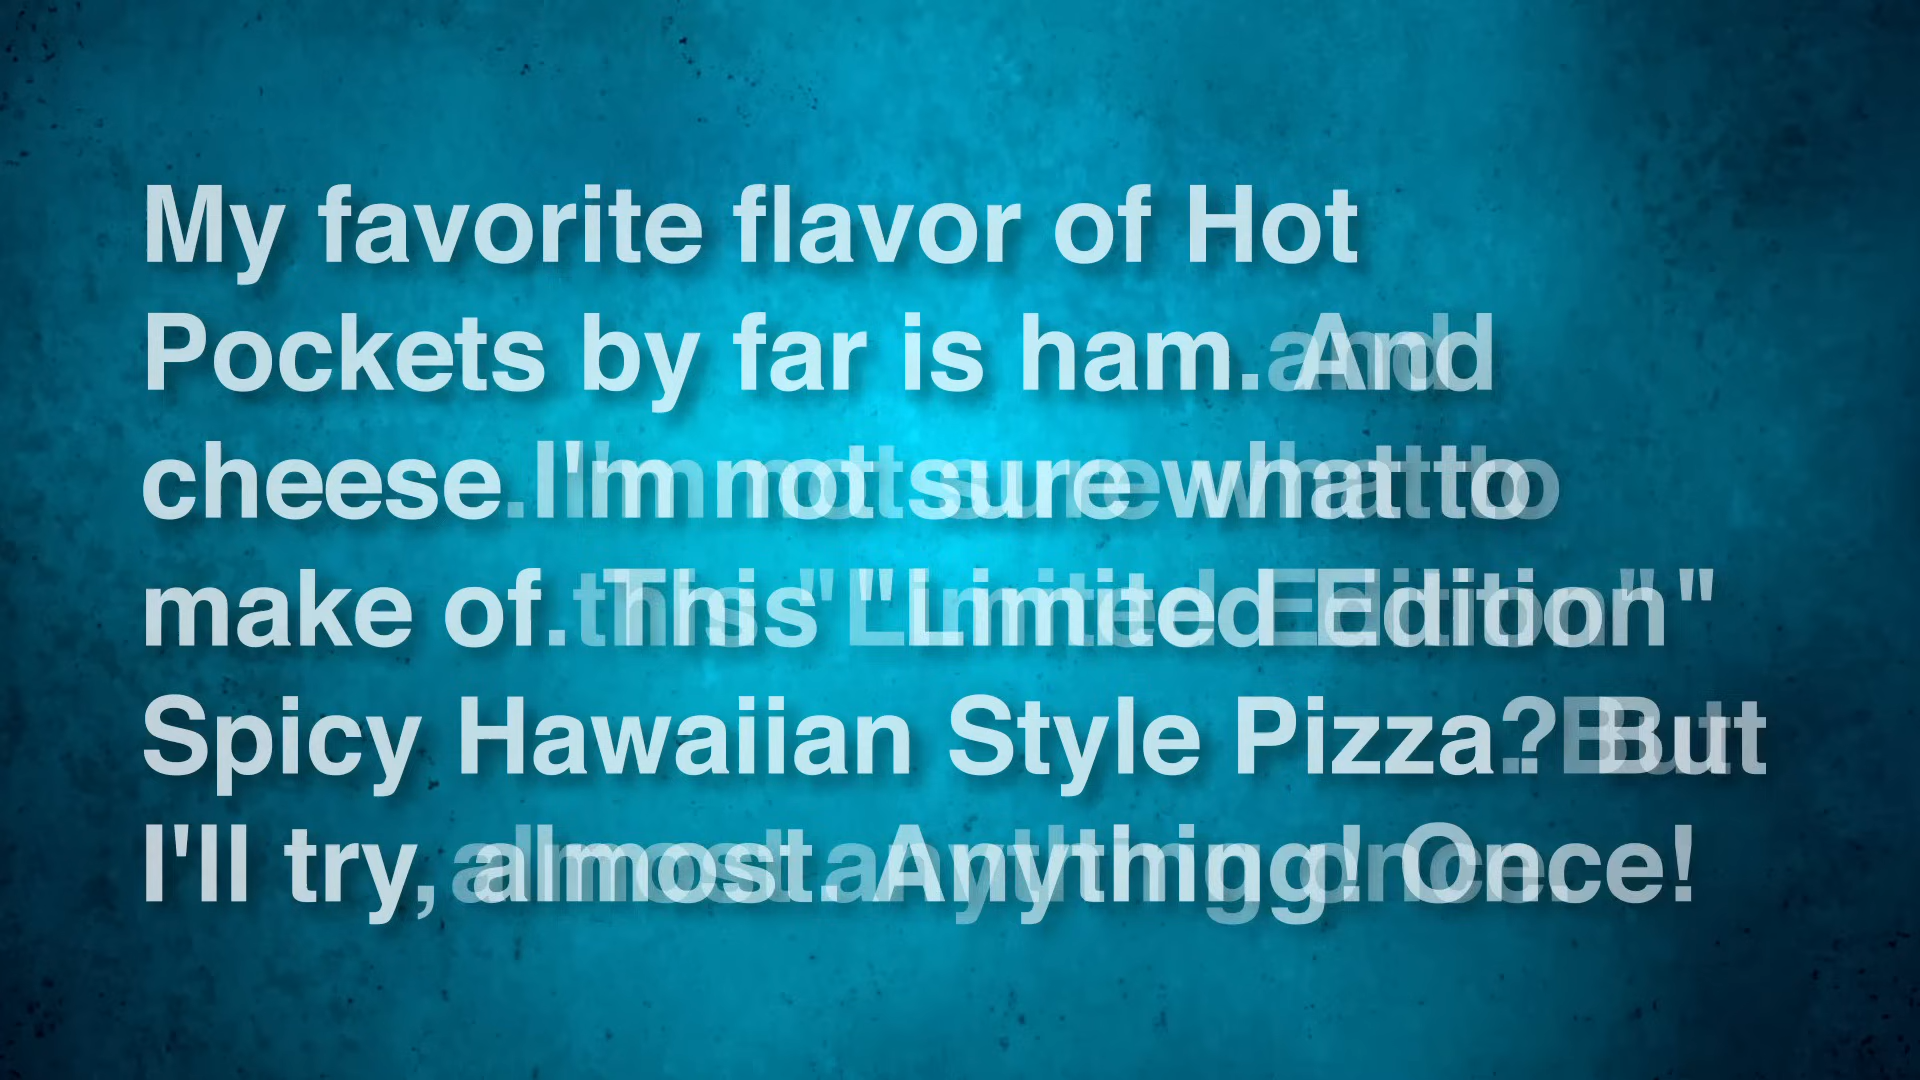 My favorite flavor of Hot
Pockets by far is ham. And
cheese I'm not sure what to
make of. This "Limited Edition"
Spicy Hawaiian Style Pizza? But
I'll try, almost. Anything! Once!